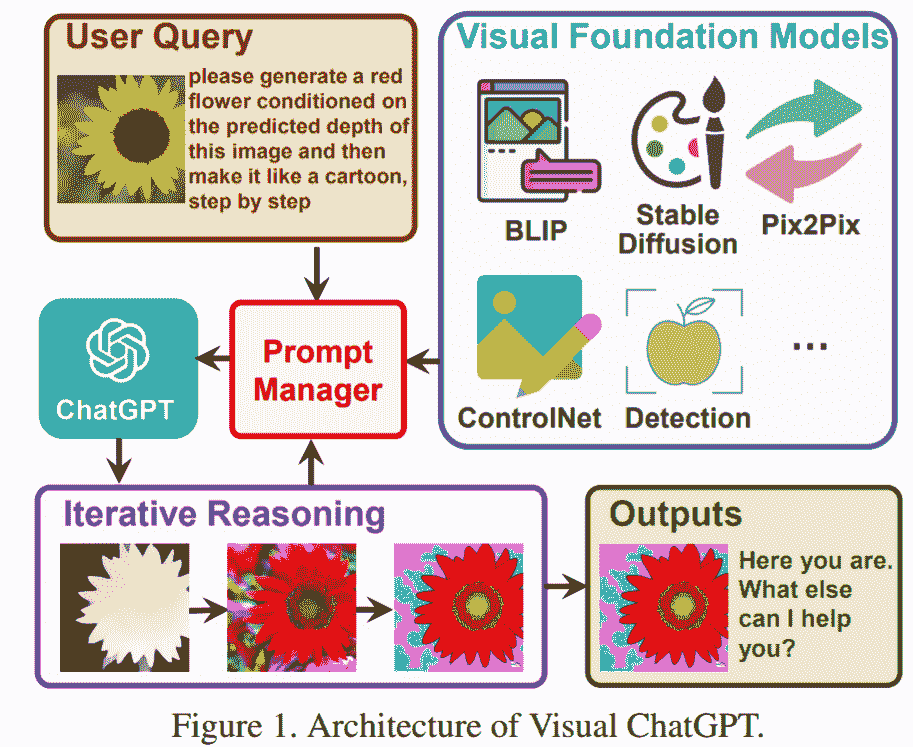 User Query
please generate a red
flower conditioned on
the predicted depth of
this image and then
make it like a cartoon,
step by step
Visual Foundation Models
BLIP
Stable
Diffusion
Pix2Pix
ControlNet
Detection
...
Prompt
Manager
ChatGPT
Iterative Reasoning
Outputs
Here you are.
What else
can I help
you?
Figure 1. Architecture of Visual ChatGPT.